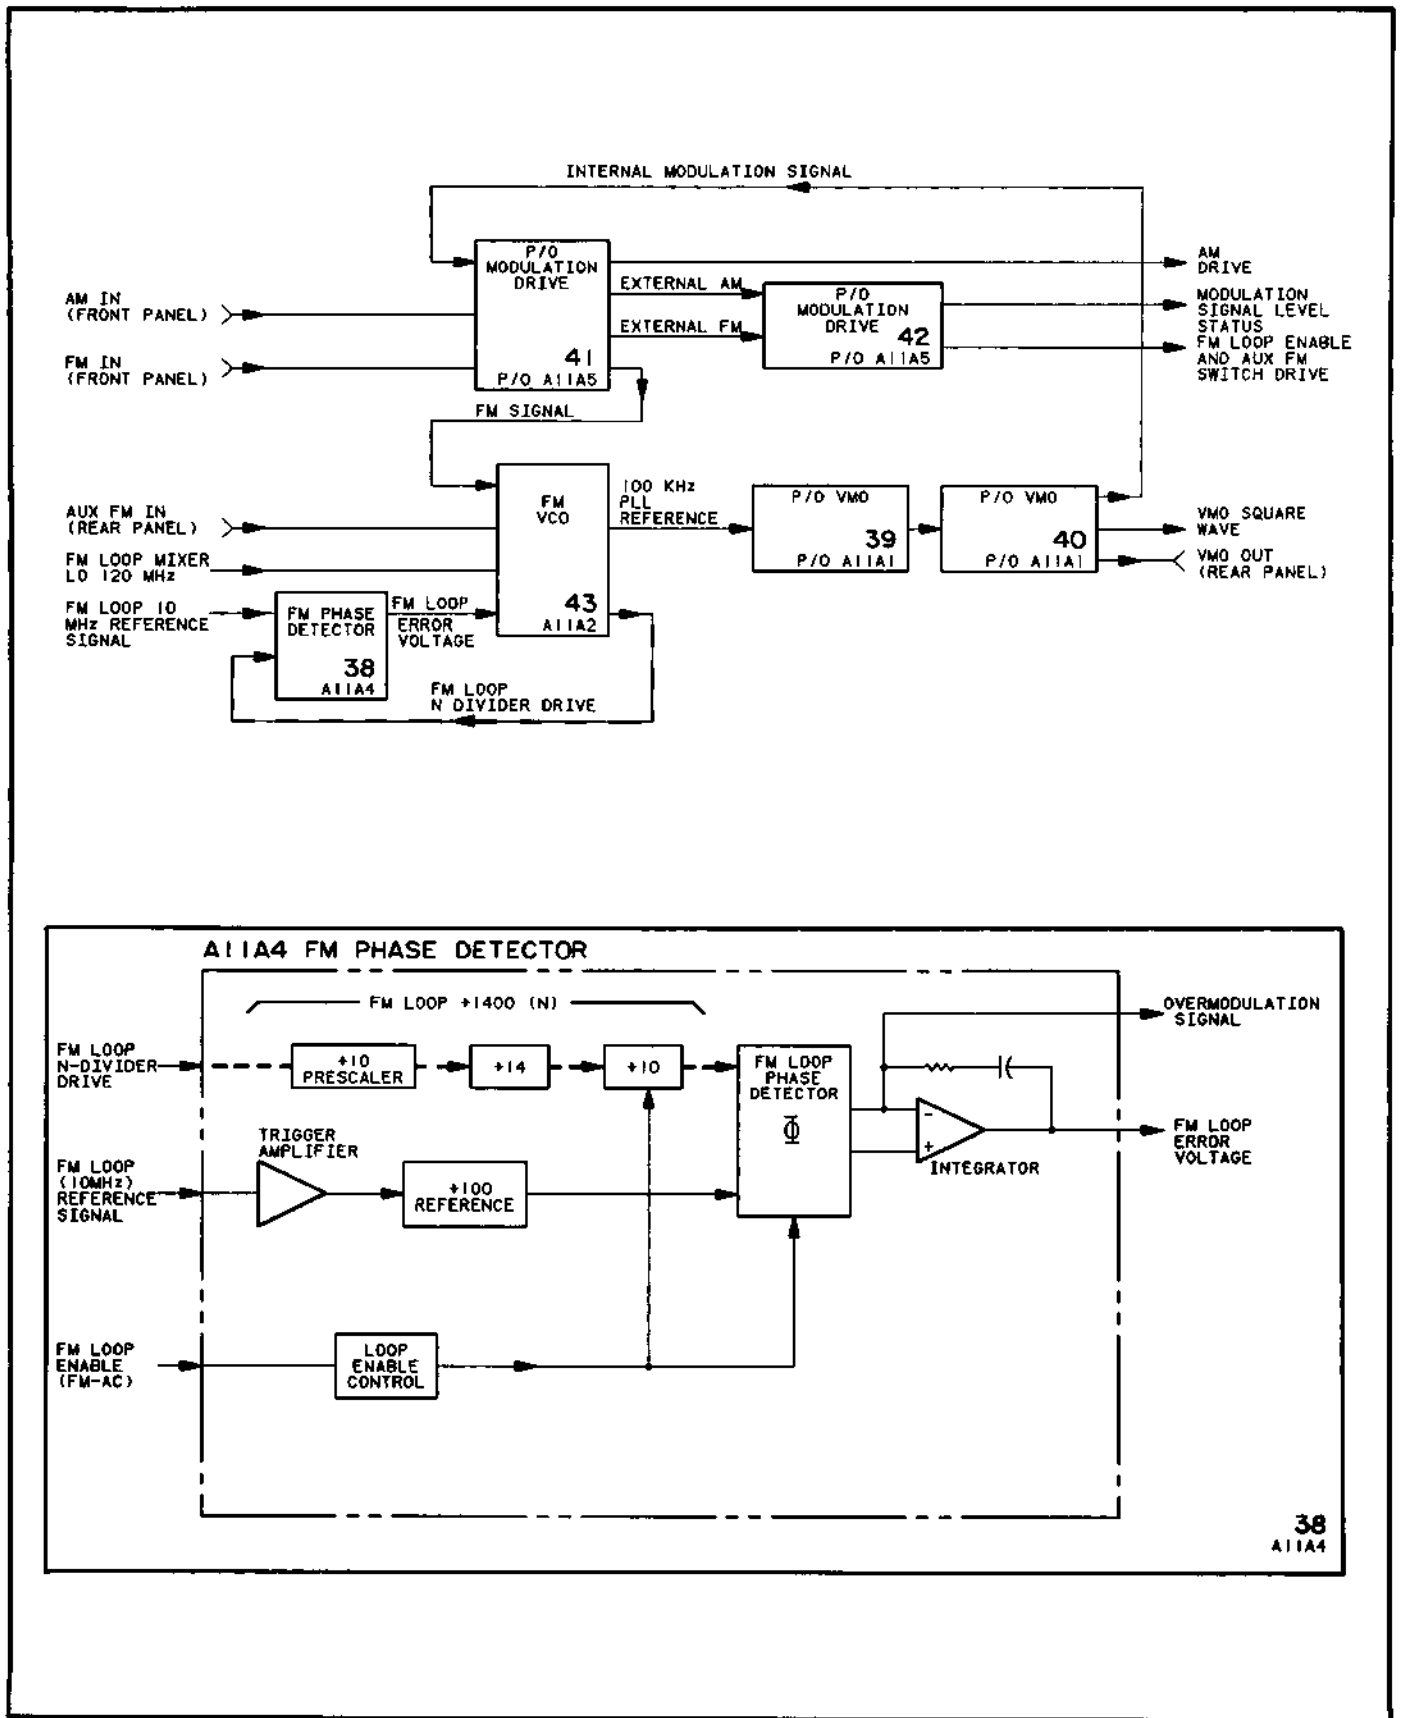 INTERNAL MODULATION SIGNAL
P/O
MODULATION
DRIVE
41
P/O A11A5
AM IN
(FRONT PANEL)
FM IN
(FRONT PANEL)
EXTERNAL AM
EXTERNAL FM
P/O
MODULATION
DRIVE
42
P/O A11A5
AM
DRIVE
MODULATION
SIGNAL LEVEL
STATUS
FM LOOP ENABLE
AND AUX FM
SWITCH DRIVE
FM SIGNAL
AUX FM IN
(REAR PANEL)
FM LOOP MIXER
LO 120 MHz
FM LOOP 10
MHz REFERENCE
SIGNAL
FM PHASE
DETECTOR
38
A11A4
FM LOOP
ERROR
VOLTAGE
FM
VCO
43
A11A2
100 KHz
PLL
REFERENCE
P/O VMO
39
P/O A11A1
P/O VMO
40
P/O A11A1
VMO SQUARE
WAVE
VMO OUT
(REAR PANEL)
FM LOOP
N DIVIDER DRIVE
A11A4 FM PHASE DETECTOR
FM LOOP ÷1400 (N)
FM LOOP
N-DIVIDER
DRIVE
÷10
PRESCALER
÷14
÷10
FM LOOP
PHASE
DETECTOR
Φ
OVERMODULATION
SIGNAL
-
+
INTEGRATOR
FM LOOP
ERROR
VOLTAGE
TRIGGER
AMPLIFIER
FM LOOP
(10MHz)
REFERENCE
SIGNAL
÷100
REFERENCE
FM LOOP
ENABLE
(FM-AC)
LOOP
ENABLE
CONTROL
38
A11A4